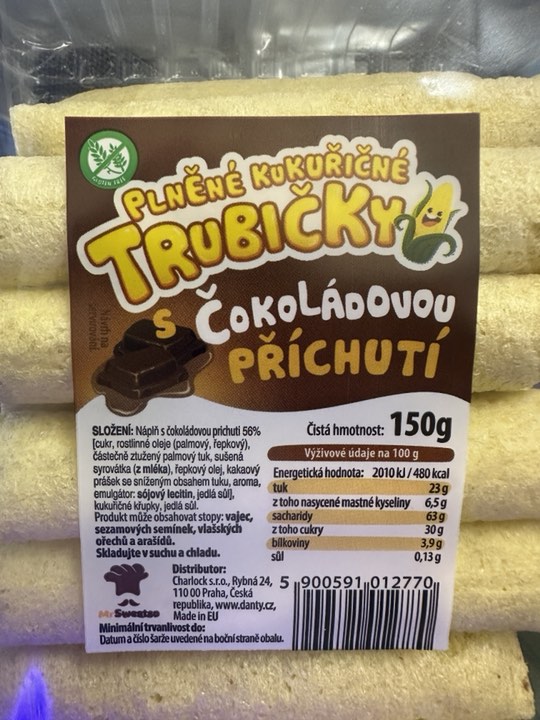 GLUTEN FREE
PLNĚNÉ KUKUŘIČNÉ
TRUBIČKY
S ČOKOLÁDOVOU
PŘÍCHUTÍ
Návrh na
servírování
SLOŽENÍ: Náplň s čokoládovou príchutí 56%
[cukr, rostlinné oleje (palmový, řepkový),
částečně ztužený palmový tuk, sušená
syrovátka (z mléka), řepkový olej, kakaový
prášek se sníženým obsahem tuku, aroma,
emulgátor: sójový lecitin, jedlá sůl],
kukuřičné křupky, jedlá sůl.
Produkt může obsahovat stopy: vajec,
sezamových semínek, vlašských
ořechů a arašídů.
Skladujte v suchu a chladu.
Čistá hmotnost: 150g
Výživové údaje na 100 g
Energetická hodnota: 2010 kJ / 480 kcal
tuk 23 g
z toho nasycené mastné kyseliny 6,5 g
sacharidy 63 g
z toho cukry 30 g
bílkoviny 3,9 g
sůl 0,13 g
Mr Sweetso
Distributor:
Charlock s.r.o., Rybná 24,
110 00 Praha, Česká
republika, www.danty.cz,
Made in EU
Minimální trvanlivost do:
Datum a číslo šarže uvedené na boční straně obalu.
5 900591 012770